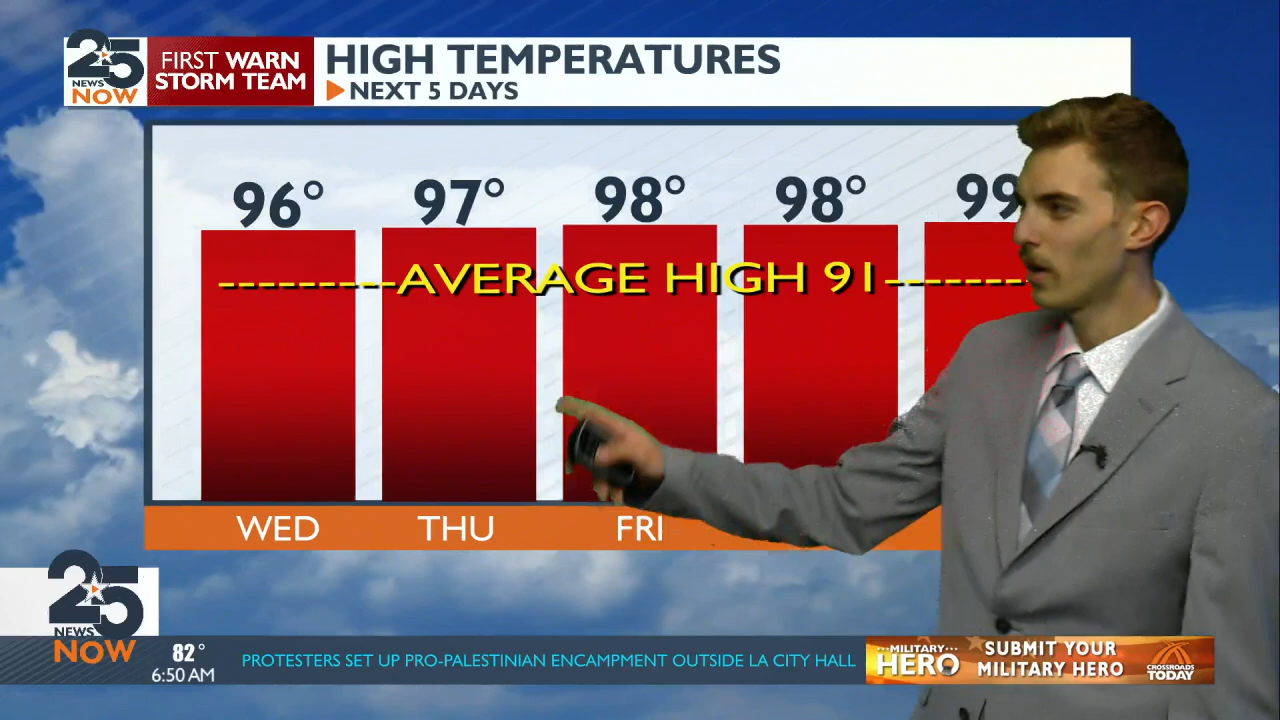 25
NEWS
NOW
FIRST WARN
STORM TEAM
HIGH TEMPERATURES
NEXT 5 DAYS
96°
97°
98°
98°
99
AVERAGE HIGH 91
WED
THU
FRI
25
NEWS
NOW
82°
6:50 AM
PROTESTERS SET UP PRO-PALESTINIAN ENCAMPMENT OUTSIDE LA CITY HALL
MILITARY
HERO
SUBMIT YOUR
MILITARY HERO
CROSSROADS
TODAY